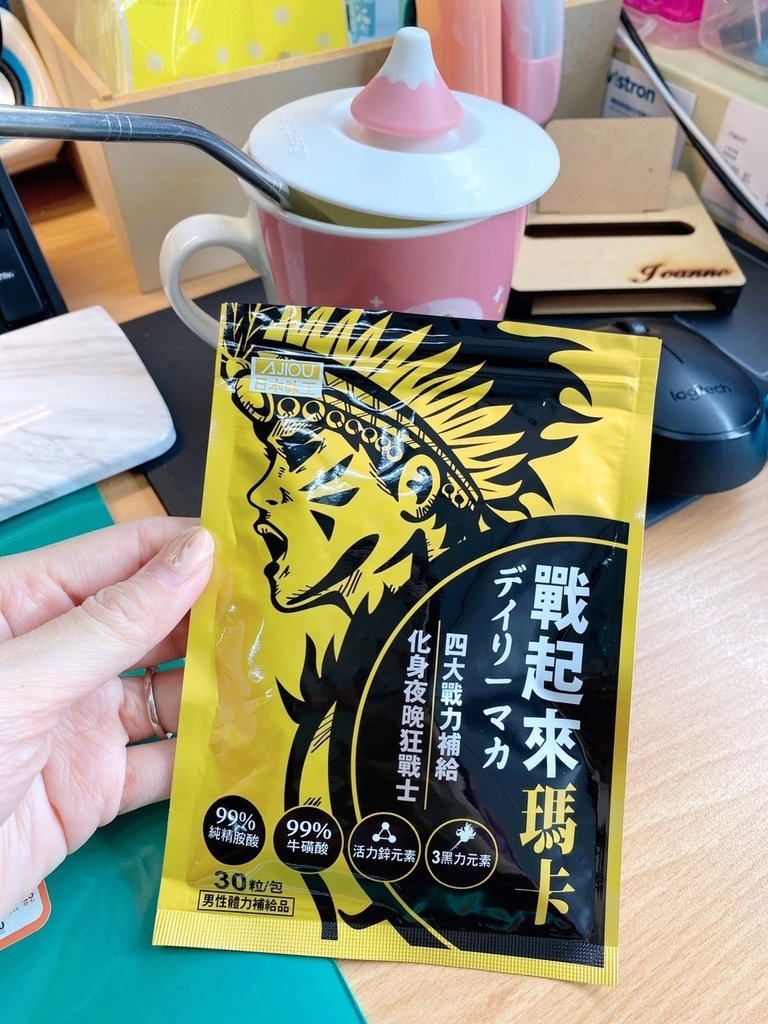 istron
Joanne
logitech
AJIOU
日本味王
戰起來瑪卡
デイリーマカ
四大戰力補給
化身夜晚狂戰士
99%
純精胺酸
99%
牛磺酸
活力鋅元素
3黑力元素
30粒/包
男性體力補給品